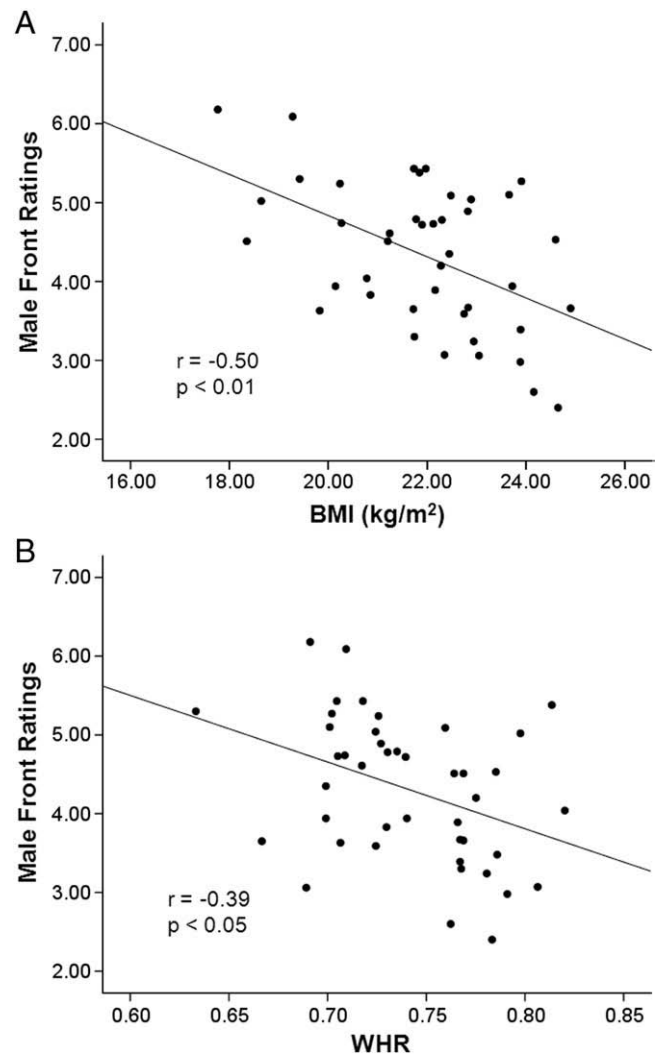 A
7.00
6.00
5.00
4.00
3.00
2.00
Male Front Ratings
r = -0.50
p < 0.01
16.00 18.00 20.00 22.00 24.00 26.00
BMI (kg/m²)
B
7.00
6.00
5.00
4.00
3.00
2.00
Male Front Ratings
r = -0.39
p < 0.05
0.60 0.65 0.70 0.75 0.80 0.85
WHR